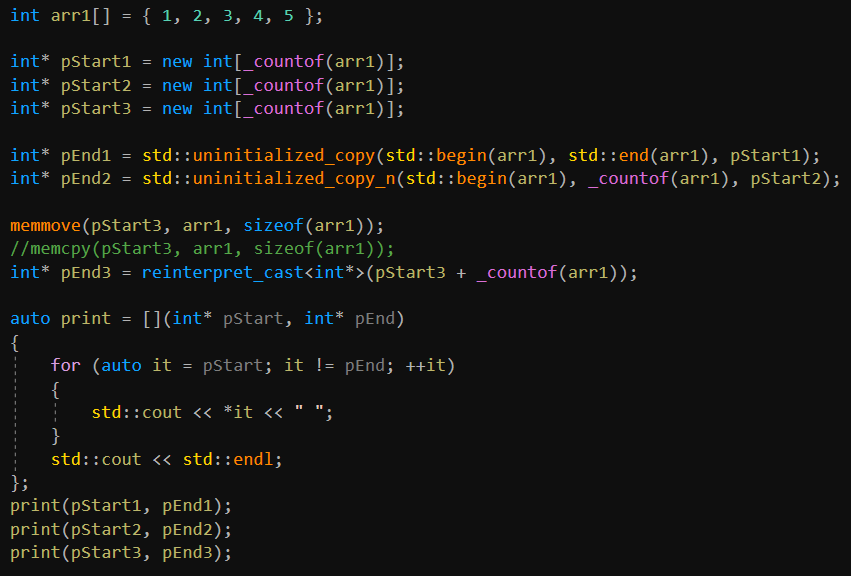 int arr1[] = { 1, 2, 3, 4, 5 };
int* pStart1 = new int[_countof(arr1)];
int* pStart2 = new int[_countof(arr1)];
int* pStart3 = new int[_countof(arr1)];
int* pEnd1 = std::uninitialized_copy(std::begin(arr1), std::end(arr1), pStart1);
int* pEnd2 = std::uninitialized_copy_n(std::begin(arr1), _countof(arr1), pStart2);
memmove(pStart3, arr1, sizeof(arr1));
//memcpy(pStart3, arr1, sizeof(arr1));
int* pEnd3 = reinterpret_cast<int*>(pStart3 + _countof(arr1));
auto print = [](int* pStart, int* pEnd)
{
    for (auto it = pStart; it != pEnd; ++it)
    {
        std::cout << *it << " ";
    }
    std::cout << std::endl;
};
print(pStart1, pEnd1);
print(pStart2, pEnd2);
print(pStart3, pEnd3);